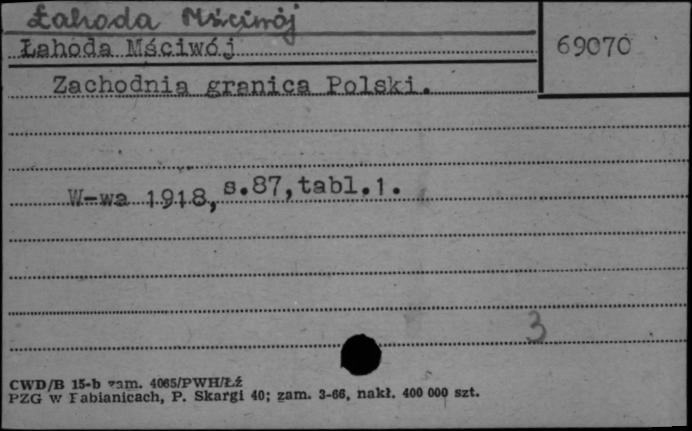 Łahoda Mściwój
Łahoda Mściwój
69070
Zachodnia granica Polski.
W-wa 1918, s.87, tabl.1.
3
CWD/B 15-b zam. 4065/PWH/Łź
PZG w Pabianicach, P. Skargi 40; zam. 3-66, nakł. 400 000 szt.